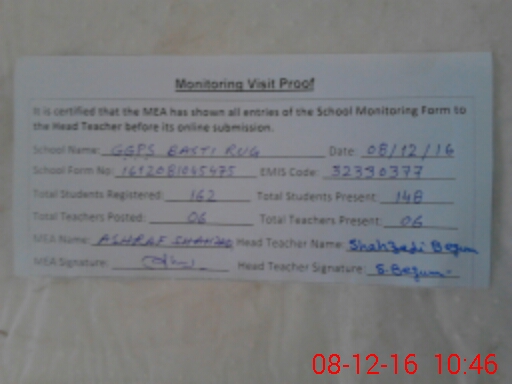 Monitoring Visit Proof
It is certified that the MEA has shown all entries of the School Monitoring Form to
the Head Teacher before its online submission.
School Name: GGPS BASTI RUG Date: 08/12/16
School Form No: 1612081045475 EMIS Code: 32330377
Total Students Registered: 162 Total Students Present: 148
Total Teachers Posted: 06 Total Teachers Present: 06
MEA Name: ASHRAF Head Teacher Name: Shahzadi Begum
MEA Signature: Head Teacher Signature: S.Begum
08-12-16 10:46